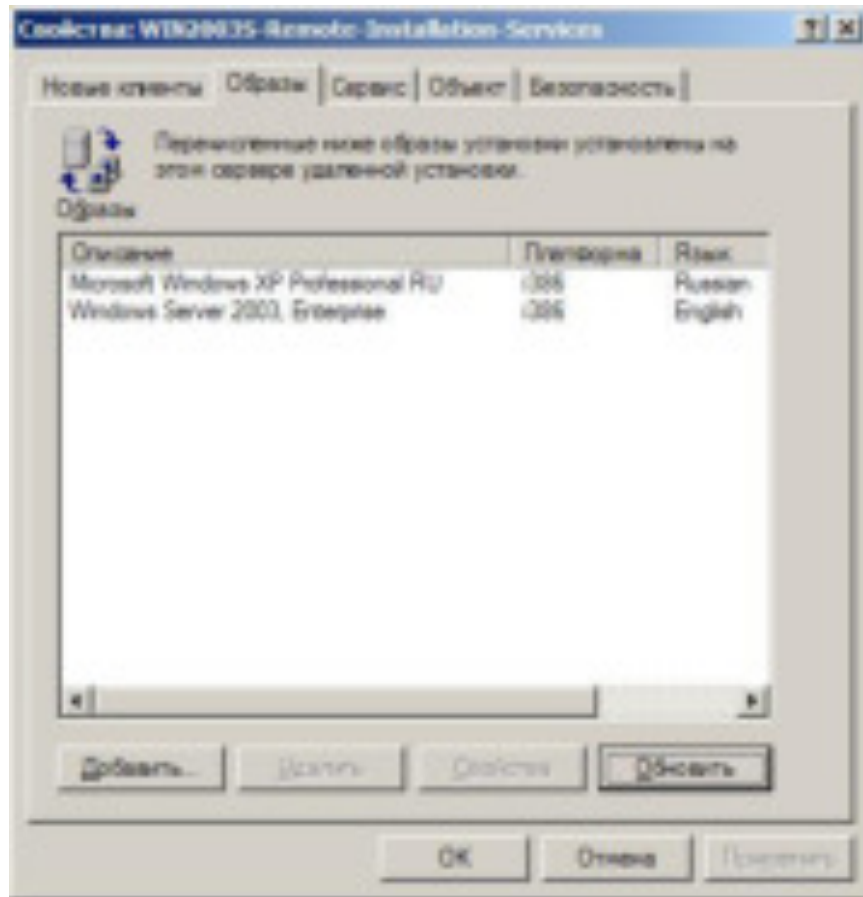 Свойства: WIN2003S-Remote-Installation-Services
Новые клиенты Образы Сервис Объект Безопасность
Перечисленные ниже образы установки установлены на
этом сервере удаленной установки.
Образы
Описание Платформа Язык
Microsoft Windows XP Professional RU i386 Russian
Windows Server 2003, Enterprise i386 English
Добавить... Удалить Свойства Обновить
OK Отмена Применить